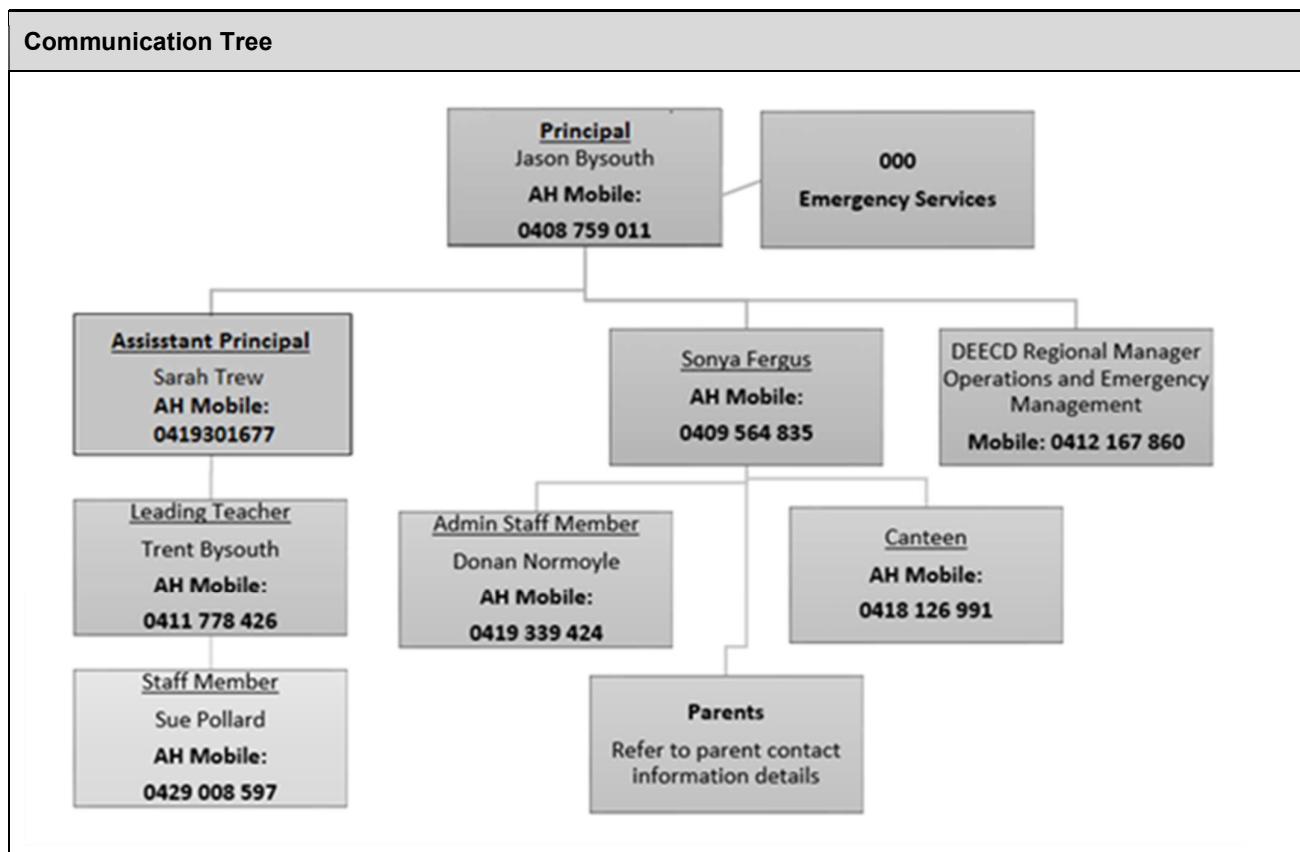 Communication Tree
Principal
Jason Bysouth
AH Mobile:
0408 759 011
000
Emergency Services
Assisstant Principal
Sarah Trew
AH Mobile:
0419301677
Sonya Fergus
AH Mobile:
0409 564 835
DEECD Regional Manager
Operations and Emergency
Management
Mobile: 0412 167 860
Leading Teacher
Trent Bysouth
AH Mobile:
0411 778 426
Admin Staff Member
Donan Normoyle
AH Mobile:
0419 339 424
Canteen
AH Mobile:
0418 126 991
Staff Member
Sue Pollard
AH Mobile:
0429 008 597
Parents
Refer to parent contact
information details